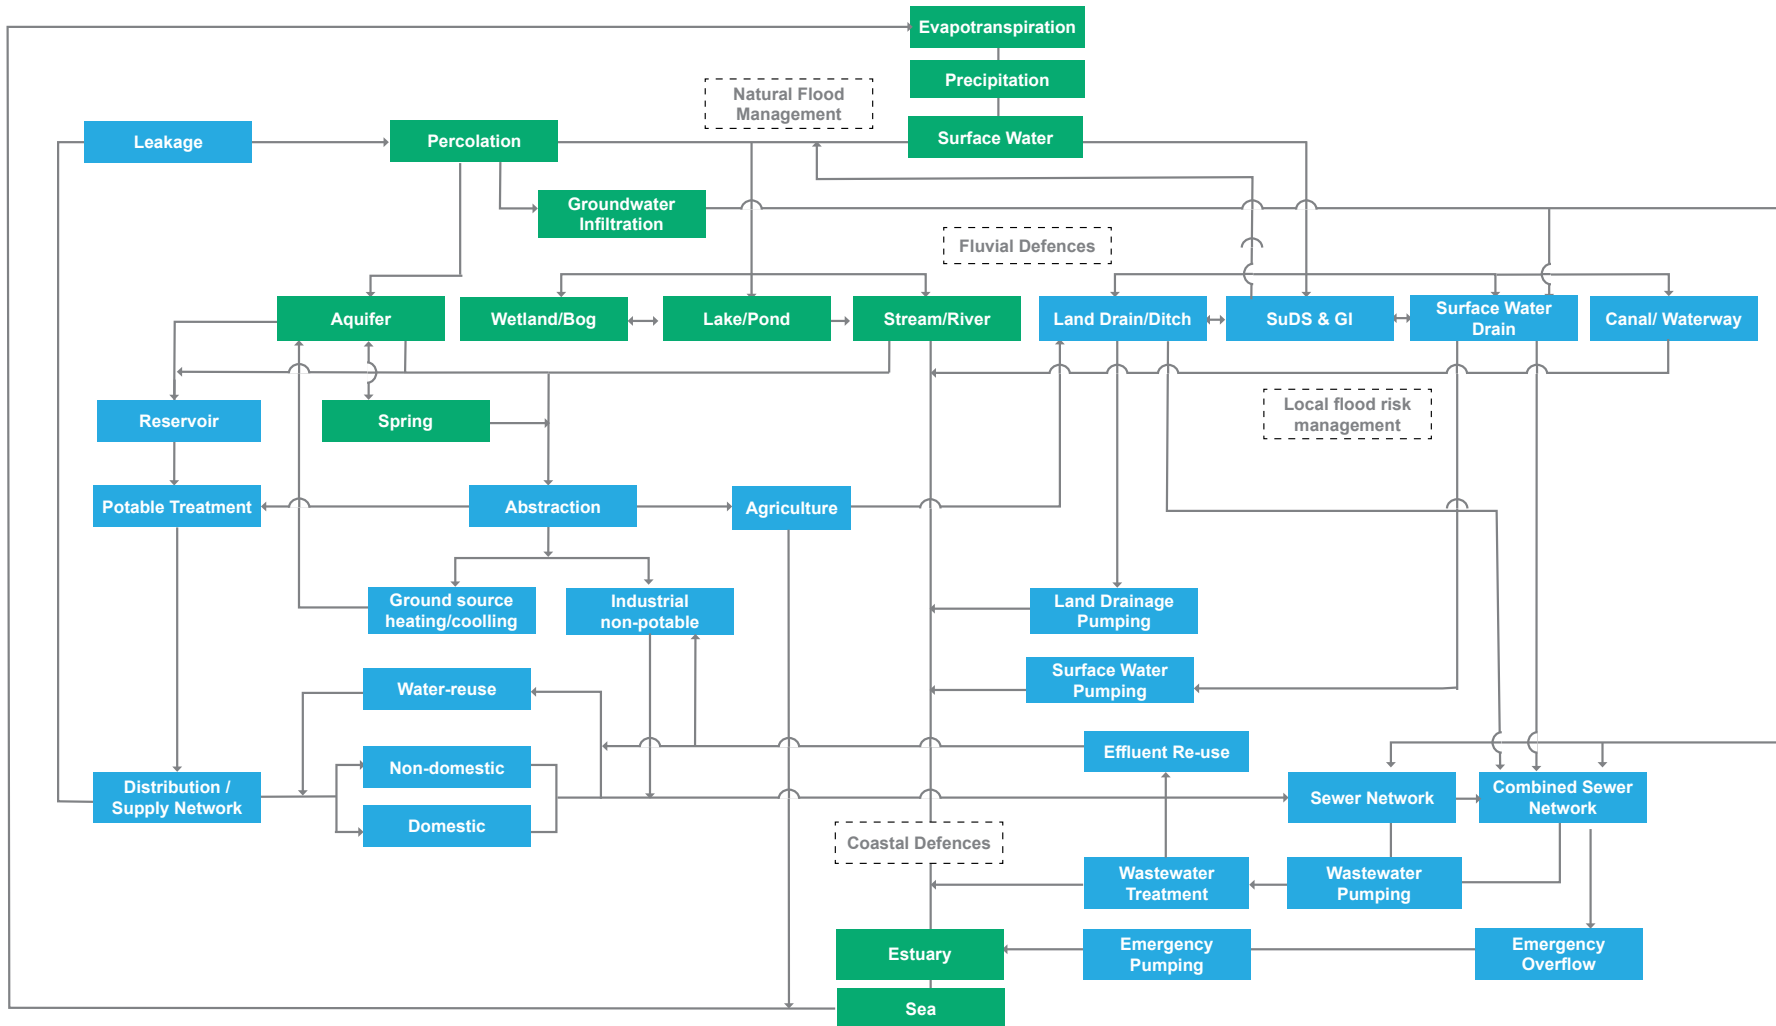 Evapotranspiration
Precipitation
Natural Flood
Management
Leakage
Percolation
Surface Water
Groundwater
Infiltration
Fluvial Defences
Aquifer
Wetland/Bog
Lake/Pond
Stream/River
Land Drain/Ditch
SuDS & GI
Surface Water
Drain
Canal/ Waterway
Reservoir
Spring
Local flood risk
management
Potable Treatment
Abstraction
Agriculture
Ground source
heating/coolling
Industrial
non-potable
Land Drainage
Pumping
Water-reuse
Surface Water
Pumping
Non-domestic
Effluent Re-use
Distribution /
Supply Network
Domestic
Sewer Network
Combined Sewer
Network
Coastal Defences
Wastewater
Treatment
Wastewater
Pumping
Estuary
Emergency
Pumping
Emergency
Overflow
Sea